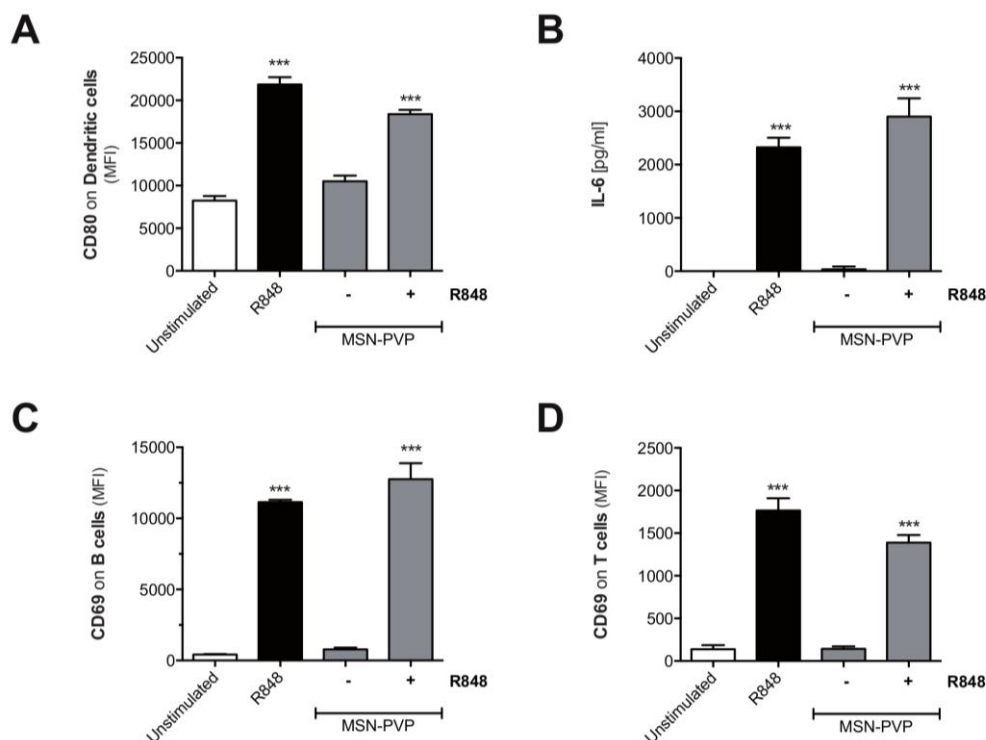 A
CD80 on Dendritic cells
(MFI)
25000
20000
15000
10000
5000
0
***
***
Unstimulated
R848
-
+
R848
MSN-PVP
B
IL-6 [pg/ml]
4000
3000
2000
1000
0
***
***
Unstimulated
R848
-
+
R848
MSN-PVP
C
CD69 on B cells (MFI)
15000
10000
5000
0
***
***
Unstimulated
R848
-
+
R848
MSN-PVP
D
CD69 on T cells (MFI)
2500
2000
1500
1000
500
0
***
***
Unstimulated
R848
-
+
R848
MSN-PVP